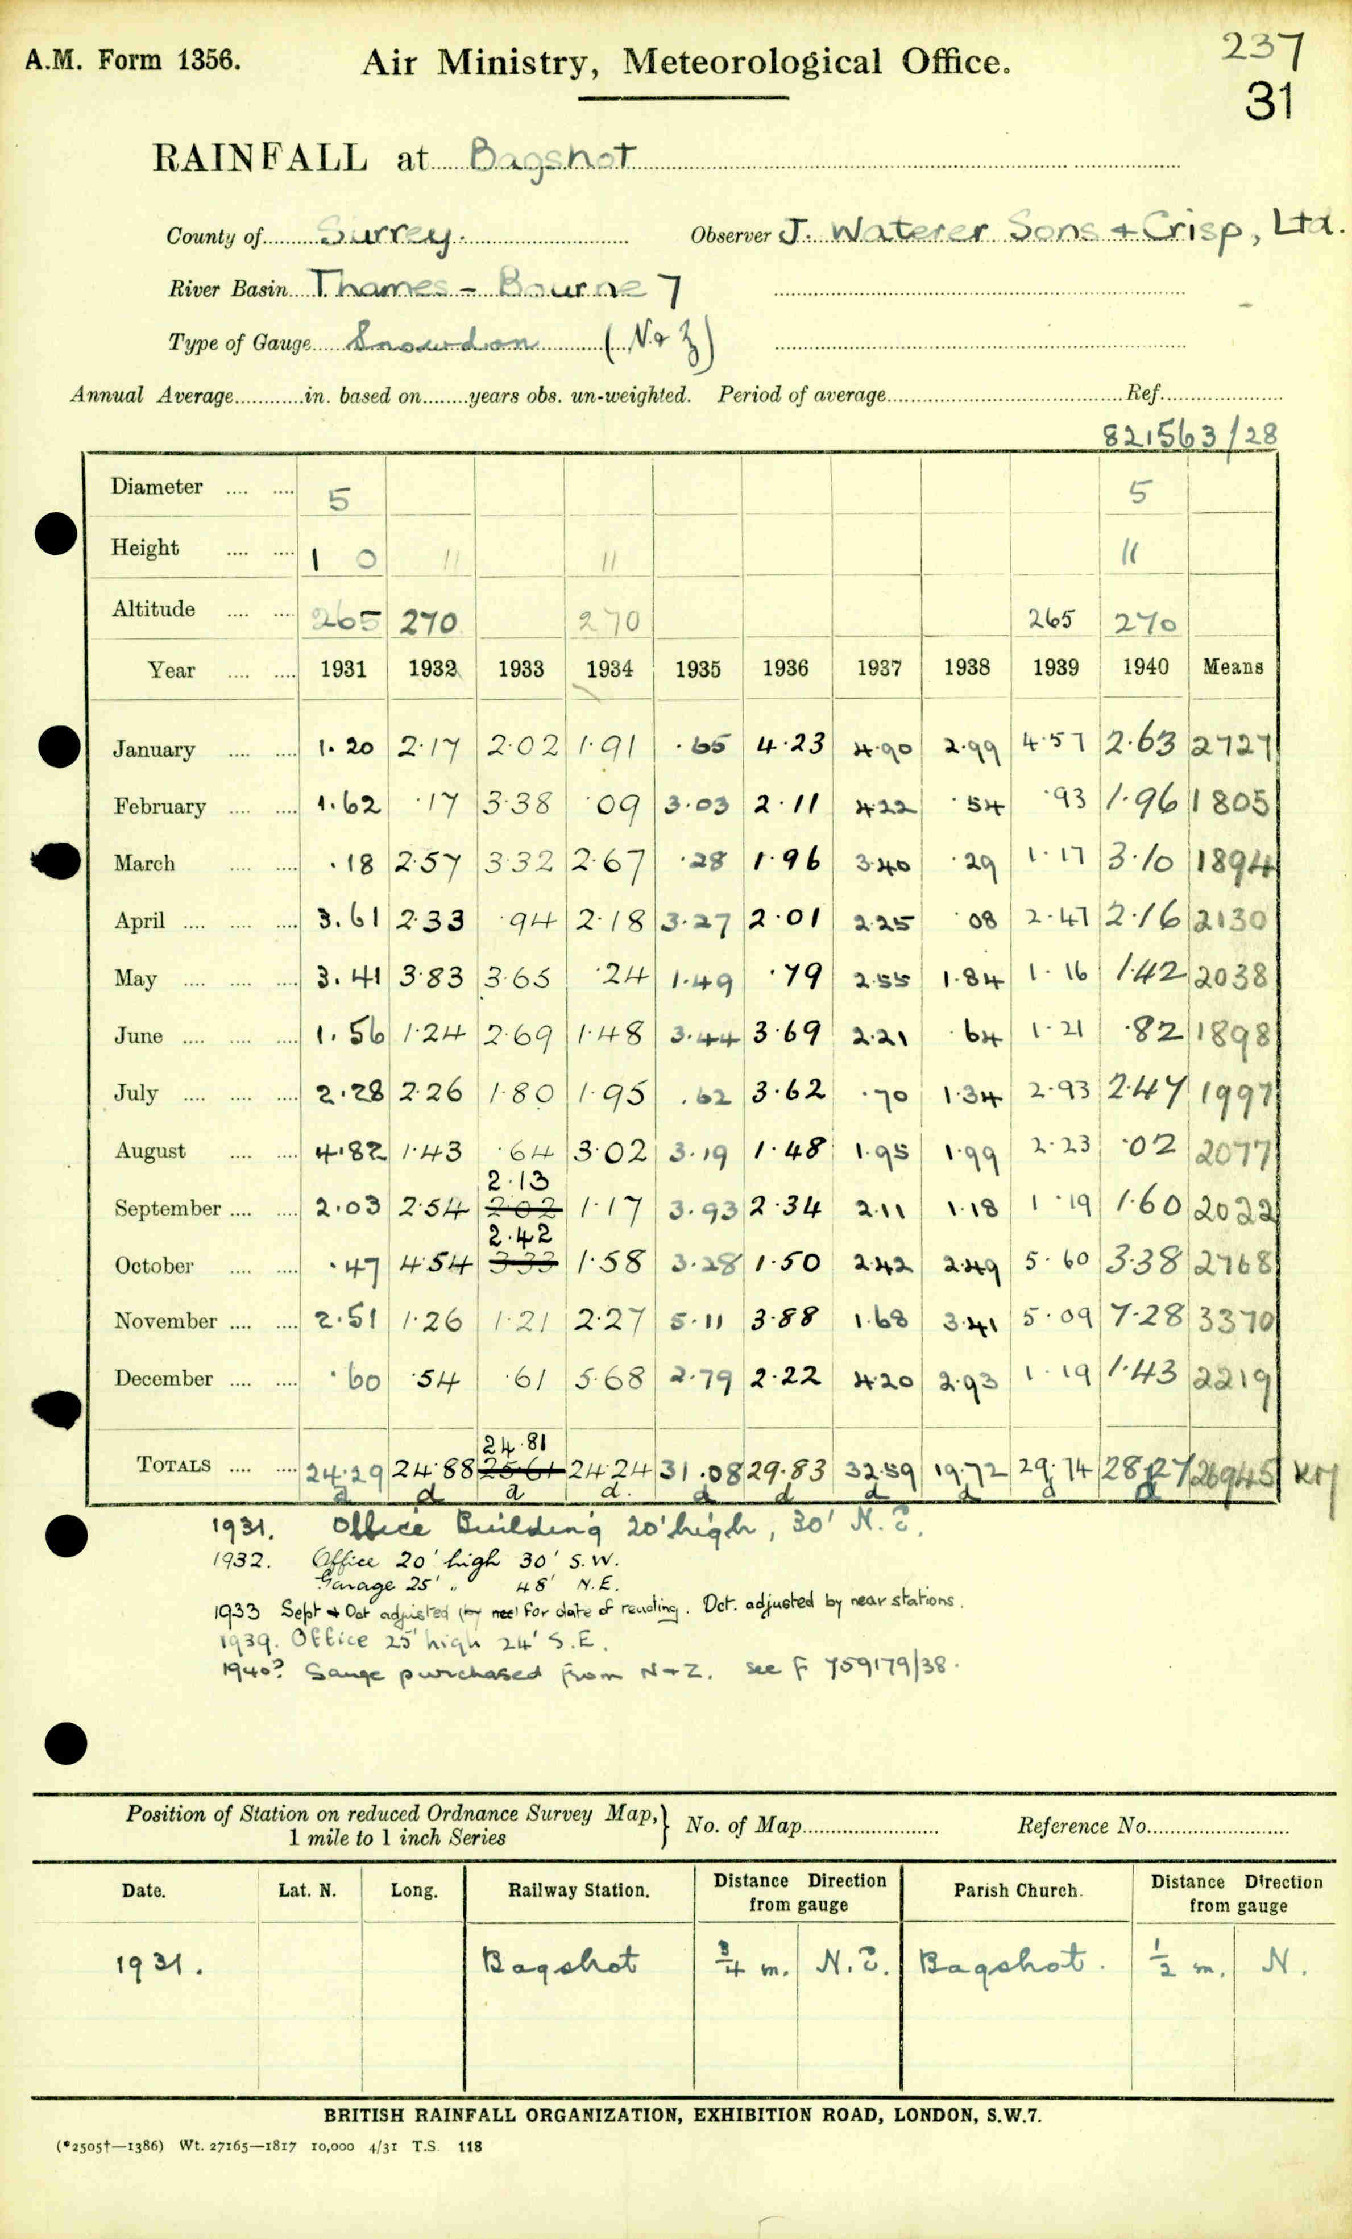 237
A.M. Form 1356. Air Ministry, Meteorological Office.
31
RAINFALL at Bagshot
County of Surrey. Observer J. Waterer Sons + Crisp, Ltd.
River Basin Thames - Bourne 7
Type of Gauge Snowdon (N & Z)
Annual Average in. based on years obs. un-weighted. Period of average Ref.
821563/28
Diameter .... .... 5 5
Height .... .... 1 0 11 11 11
Altitude .... .... 265 270 270 265 270
Year .... .... 1931 1932 1933 1934 1935 1936 1937 1938 1939 1940 Means
January .... .... 1.20 2.17 2.02 1.91 .65 4.23 4.90 2.99 4.57 2.63 2727
February .... .... 1.62 .17 3.38 .09 3.03 2.11 4.22 .54 .93 1.96 1805
March .... .... .18 2.57 3.32 2.67 .28 1.96 3.40 .29 1.17 3.10 1894
April .... .... .... 3.61 2.33 .94 2.18 3.27 2.01 2.25 .08 2.47 2.16 2130
May .... .... .... 3.41 3.83 3.65 .24 1.49 .79 2.55 1.84 1.16 1.42 2038
June .... .... .... 1.56 1.24 2.69 1.48 3.44 3.69 2.21 .64 1.21 .82 1898
July .... .... .... 2.28 2.26 1.80 1.95 .62 3.62 .70 1.34 2.93 2.47 1997
August .... .... 4.82 1.43 .64 3.02 3.19 1.48 1.95 1.99 2.23 .02 2077
2.13
September .... .... 2.03 2.54 2.02 1.17 3.93 2.34 2.11 1.18 1.19 1.60 2022
2.42
October .... .... .47 4.54 3.33 1.58 3.28 1.50 2.42 2.49 5.60 3.38 2768
November .... .... 2.51 1.26 1.21 2.27 5.11 3.88 1.68 3.41 5.09 7.28 3370
December .... .... .60 .54 .61 5.68 2.79 2.22 4.20 2.93 1.19 1.43 2219
24.81
TOTALS .... .... 24.29 24.88 25.61 24.24 31.08 29.83 32.59 19.72 29.74 28.27 26945
d d d d. d d d d d d
1931. Office Building 20' high, 30' N.E.
1932. Office 20' high 30' S.W.
Garage 25' " 48' N.E.
1933 Sept + Oct adjusted for date of reading. Oct. adjusted by near stations.
1939. Office 25' high 24' S.E.
1940? Gauge purchased from N+Z. see F 759179/38.
Position of Station on reduced Ordnance Survey Map, 1 mile to 1 inch Series } No. of Map Reference No.
Date. Lat. N. Long. Railway Station. Distance Direction from gauge Parish Church. Distance Direction from gauge
1931. Bagshot 3/4 m. N.E. Bagshot. 1/2 m. N.
BRITISH RAINFALL ORGANIZATION, EXHIBITION ROAD, LONDON, S.W.7.
(*2505†—1386) Wt. 27165—1817 10,000 4/31 T.S. 118